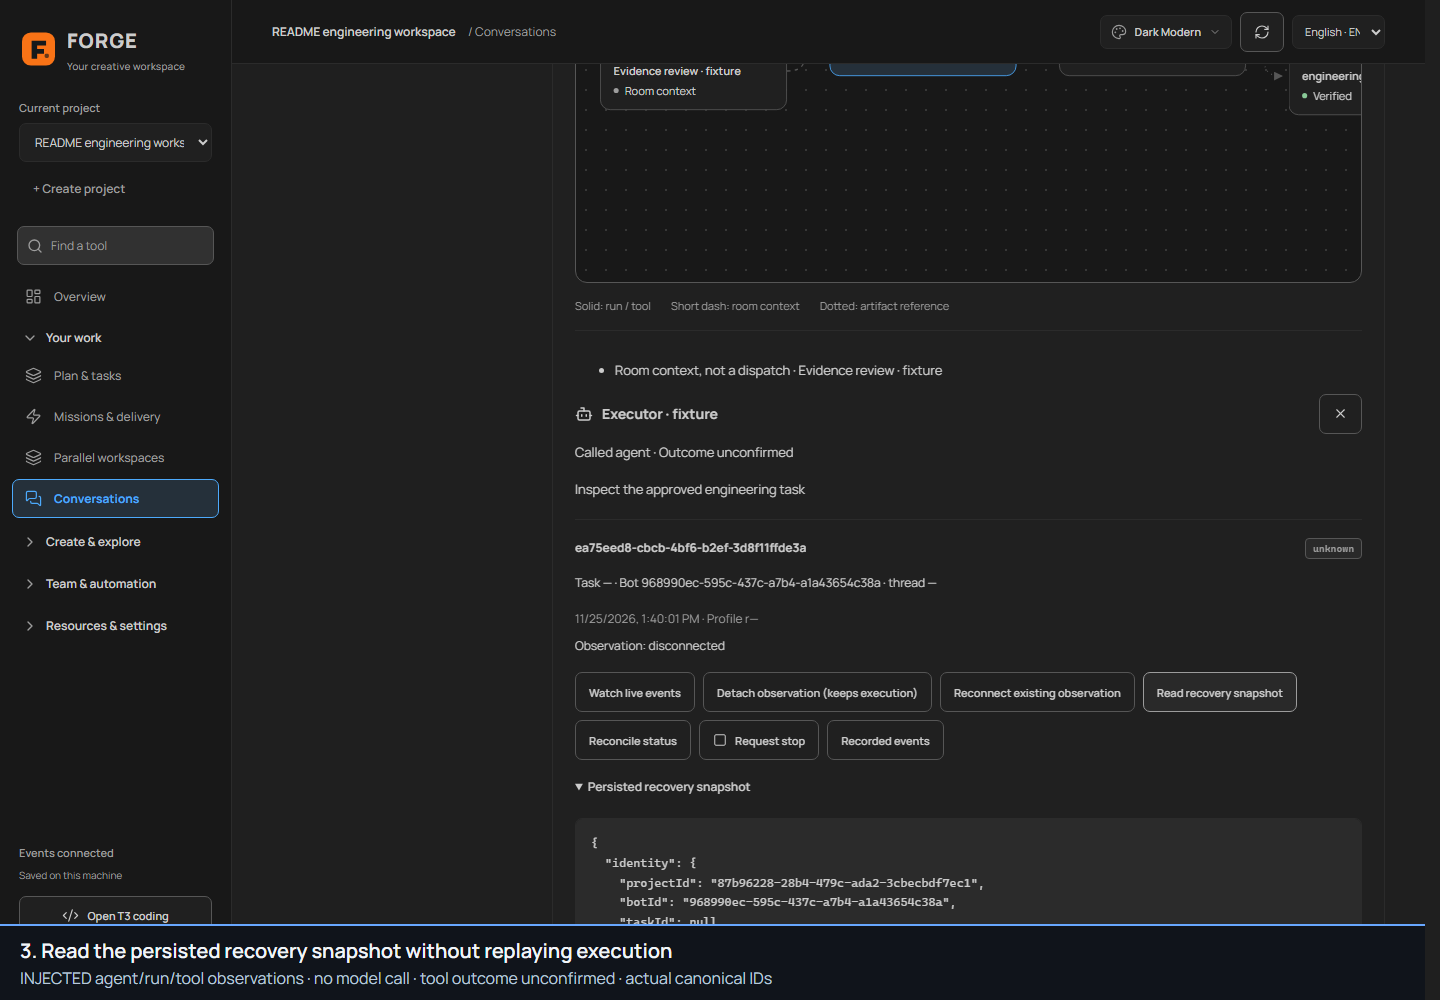 FORGE
Your creative workspace
Current project
README engineering works
+ Create project
Find a tool
Overview
Your work
Plan & tasks
Missions & delivery
Parallel workspaces
Conversations
Create & explore
Team & automation
Resources & settings
Events connected
Saved on this machine
Open T3 coding
README engineering workspace / Conversations
Dark Modern
English · EN
Evidence review · fixture
Room context
engineering
Verified
Solid: run / tool Short dash: room context Dotted: artifact reference
Room context, not a dispatch · Evidence review · fixture
Executor · fixture
Called agent · Outcome unconfirmed
Inspect the approved engineering task
ea75eed8-cbcb-4bf6-b2ef-3d8f11ffde3a
unknown
Task — · Bot 968990ec-595c-437c-a7b4-a1a43654c38a · thread —
11/25/2026, 1:40:01 PM · Profile r—
Observation: disconnected
Watch live events
Detach observation (keeps execution)
Reconnect existing observation
Read recovery snapshot
Reconcile status
Request stop
Recorded events
Persisted recovery snapshot
{
"identity": {
"projectId": "87b96228-28b4-479c-ada2-3cbecbdf7ec1",
"botId": "968990ec-595c-437c-a7b4-a1a43654c38a",
"taskId": null
3. Read the persisted recovery snapshot without replaying execution
INJECTED agent/run/tool observations · no model call · tool outcome unconfirmed · actual canonical IDs